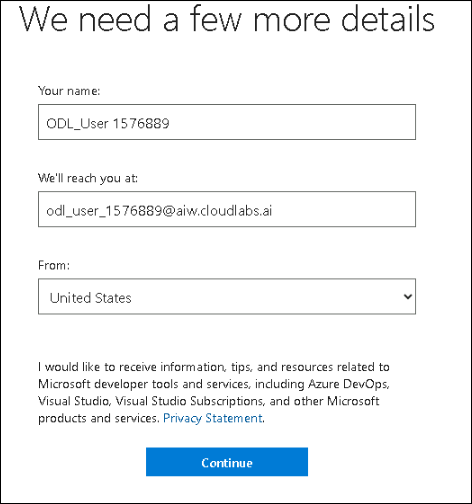 We need a few more details
Your name:
ODL_User 1576889
We'll reach you at:
odl_user_1576889@aiw.cloudlabs.ai
From:
United States
I would like to receive information, tips, and resources related to
Microsoft developer tools and services, including Azure DevOps,
Visual Studio, Visual Studio Subscriptions, and other Microsoft
products and services. Privacy Statement.
Continue